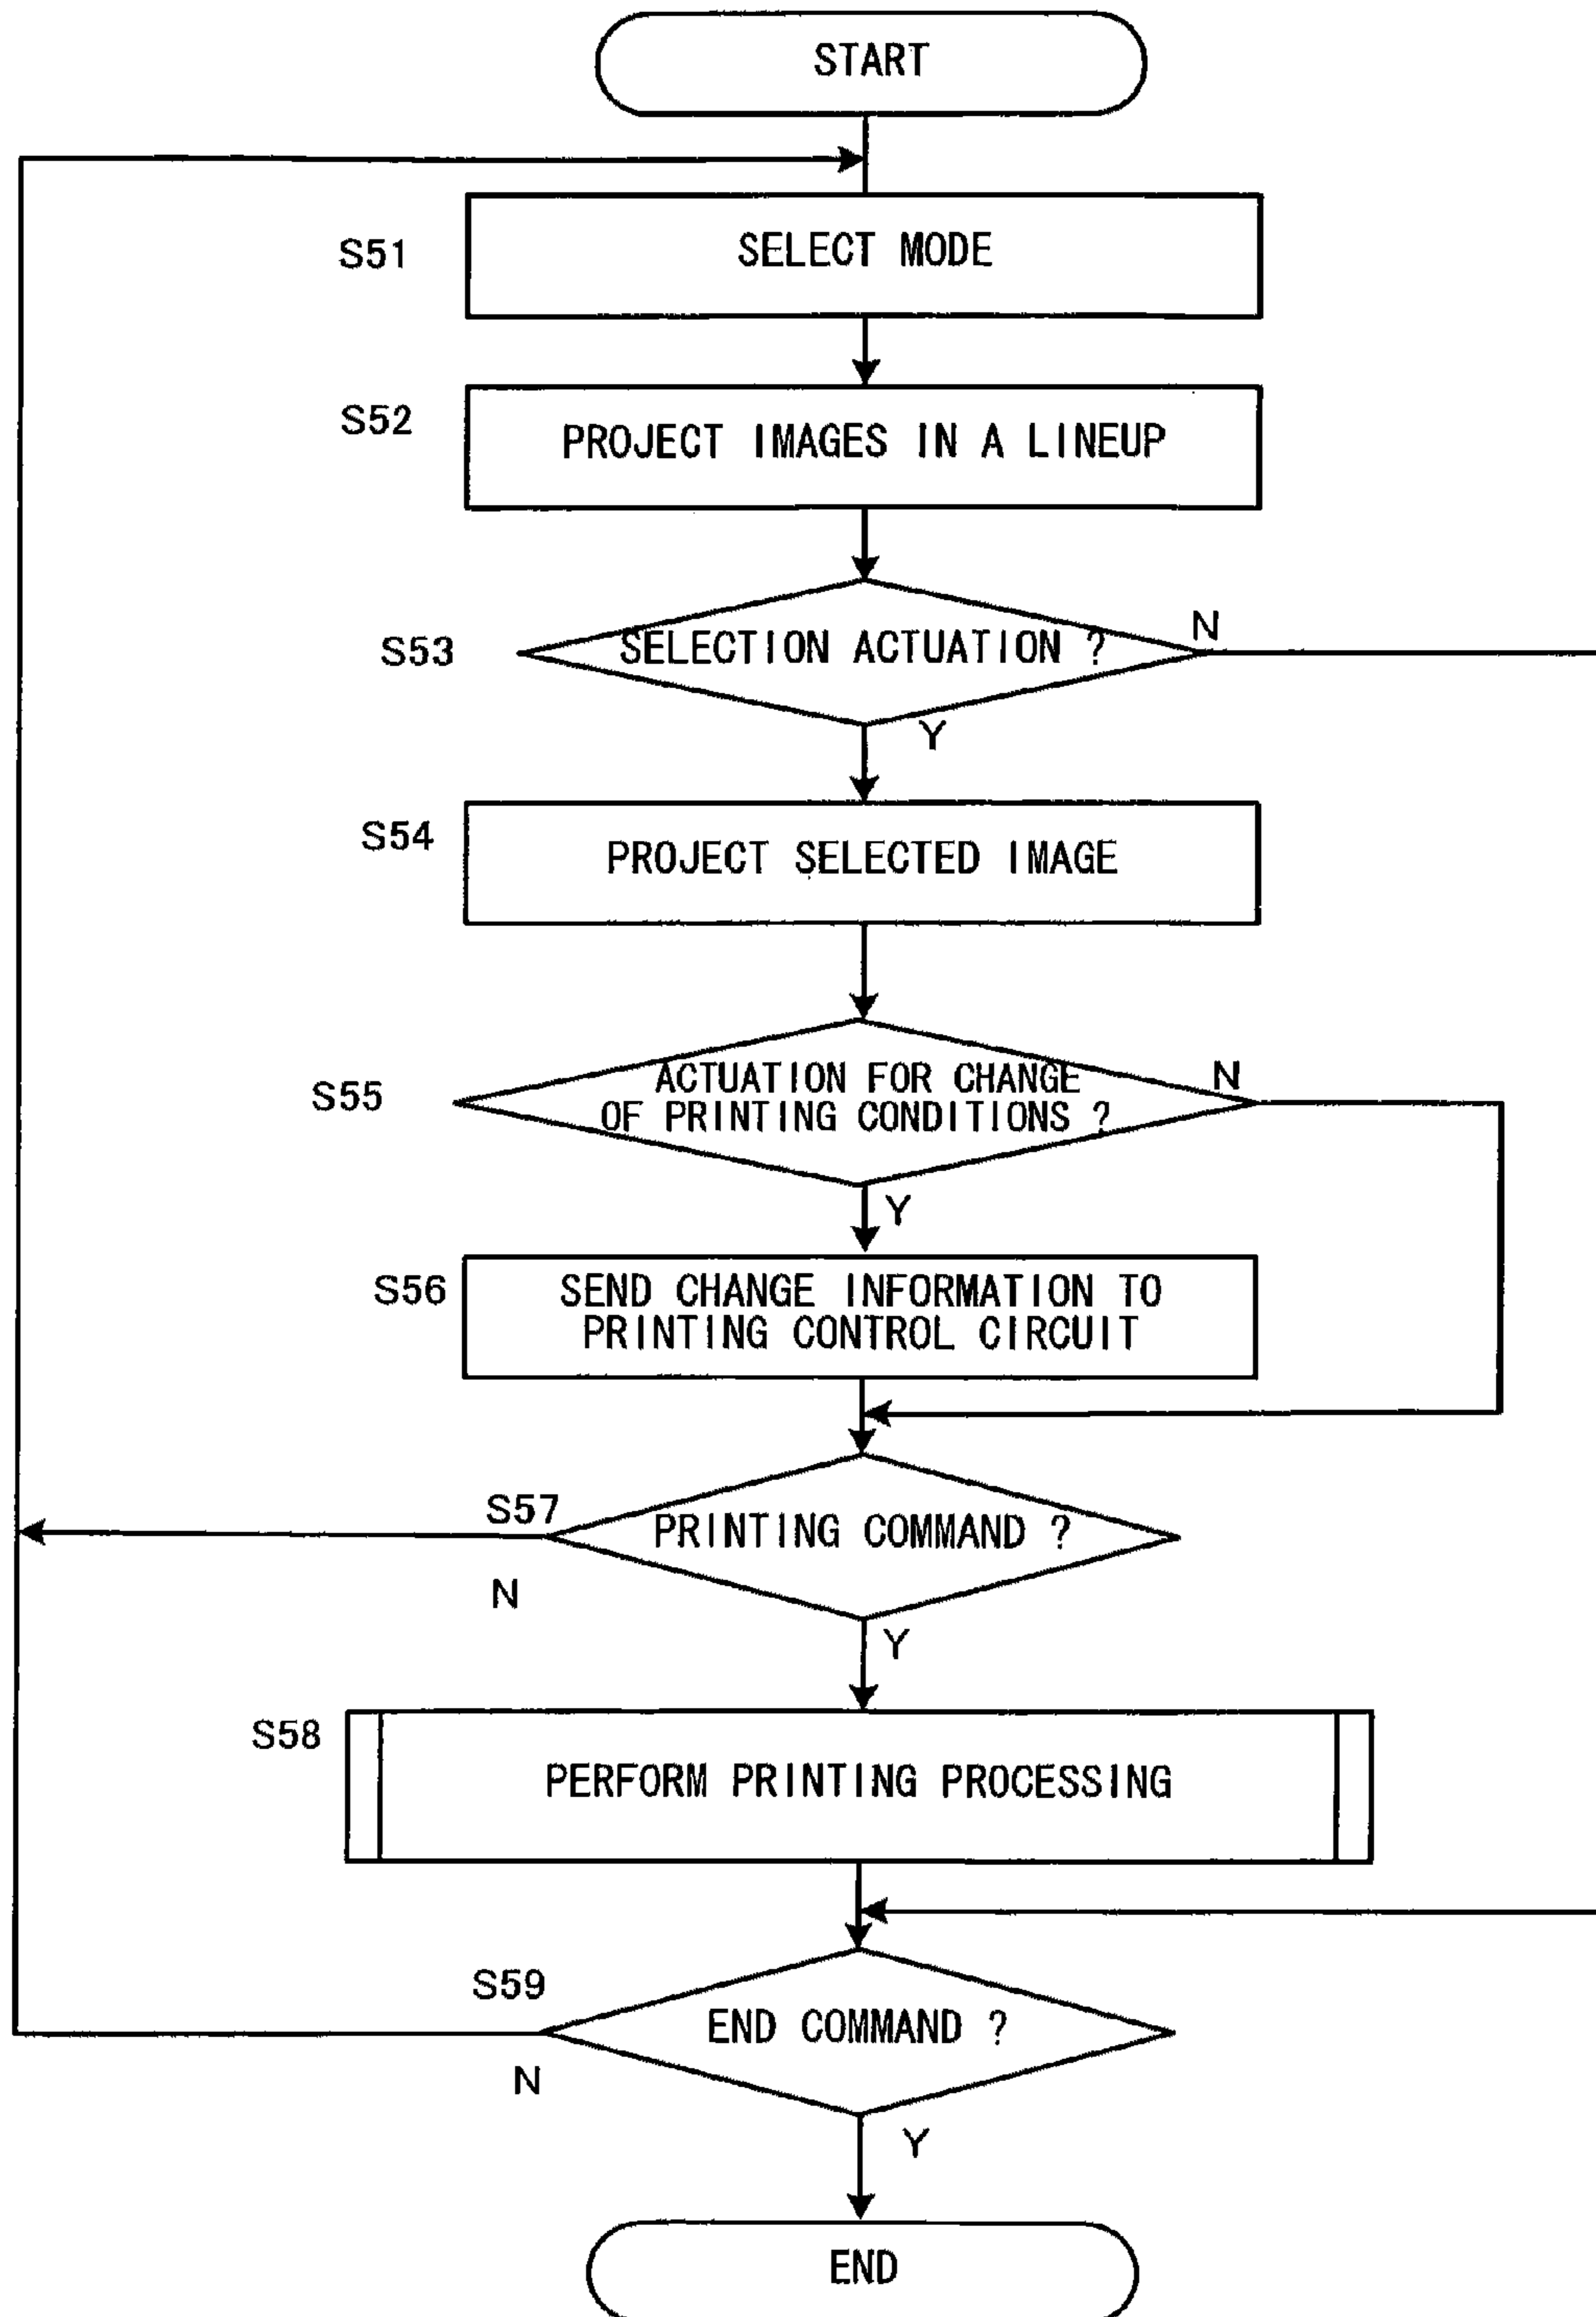 START
S51
SELECT MODE
S52
PROJECT IMAGES IN A LINEUP
S53
SELECTION ACTUATION ?
N
Y
S54
PROJECT SELECTED IMAGE
S55
ACTUATION FOR CHANGE
OF PRINTING CONDITIONS ?
N
Y
S56
SEND CHANGE INFORMATION TO
PRINTING CONTROL CIRCUIT
S57
PRINTING COMMAND ?
N
Y
S58
PERFORM PRINTING PROCESSING
S59
END COMMAND ?
N
Y
END